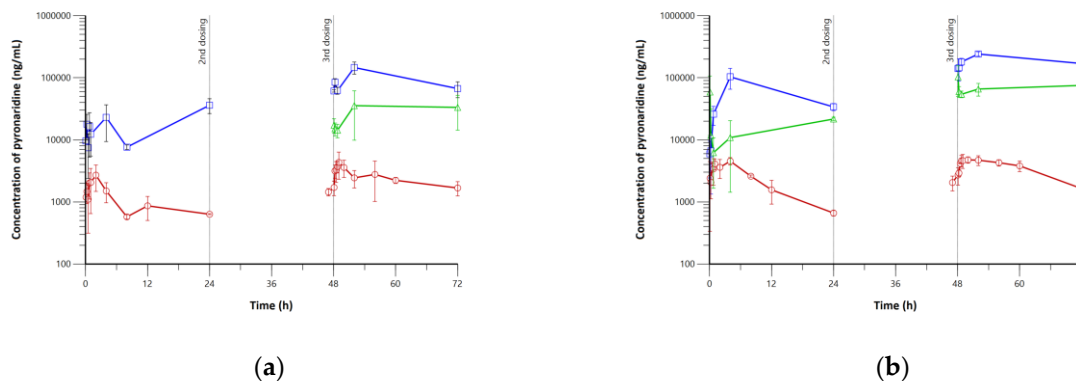 1000000
100000
10000
1000
100
Concentration of pyronaridine (ng/mL)
2nd dosing
3rd dosing
0 12 24 36 48 60 72
Time (h)
(a)
1000000
100000
10000
1000
100
Concentration of pyronaridine (ng/mL)
2nd dosing
3rd dosing
0 12 24 36 48 60
Time (h)
(b)